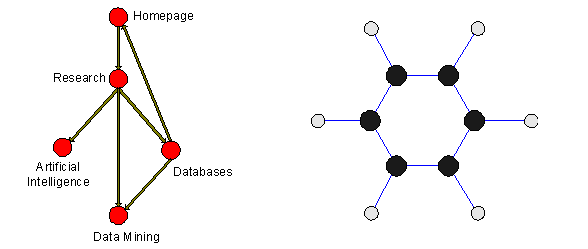 Homepage
Research
Artificial
Intelligence
Databases
Data Mining